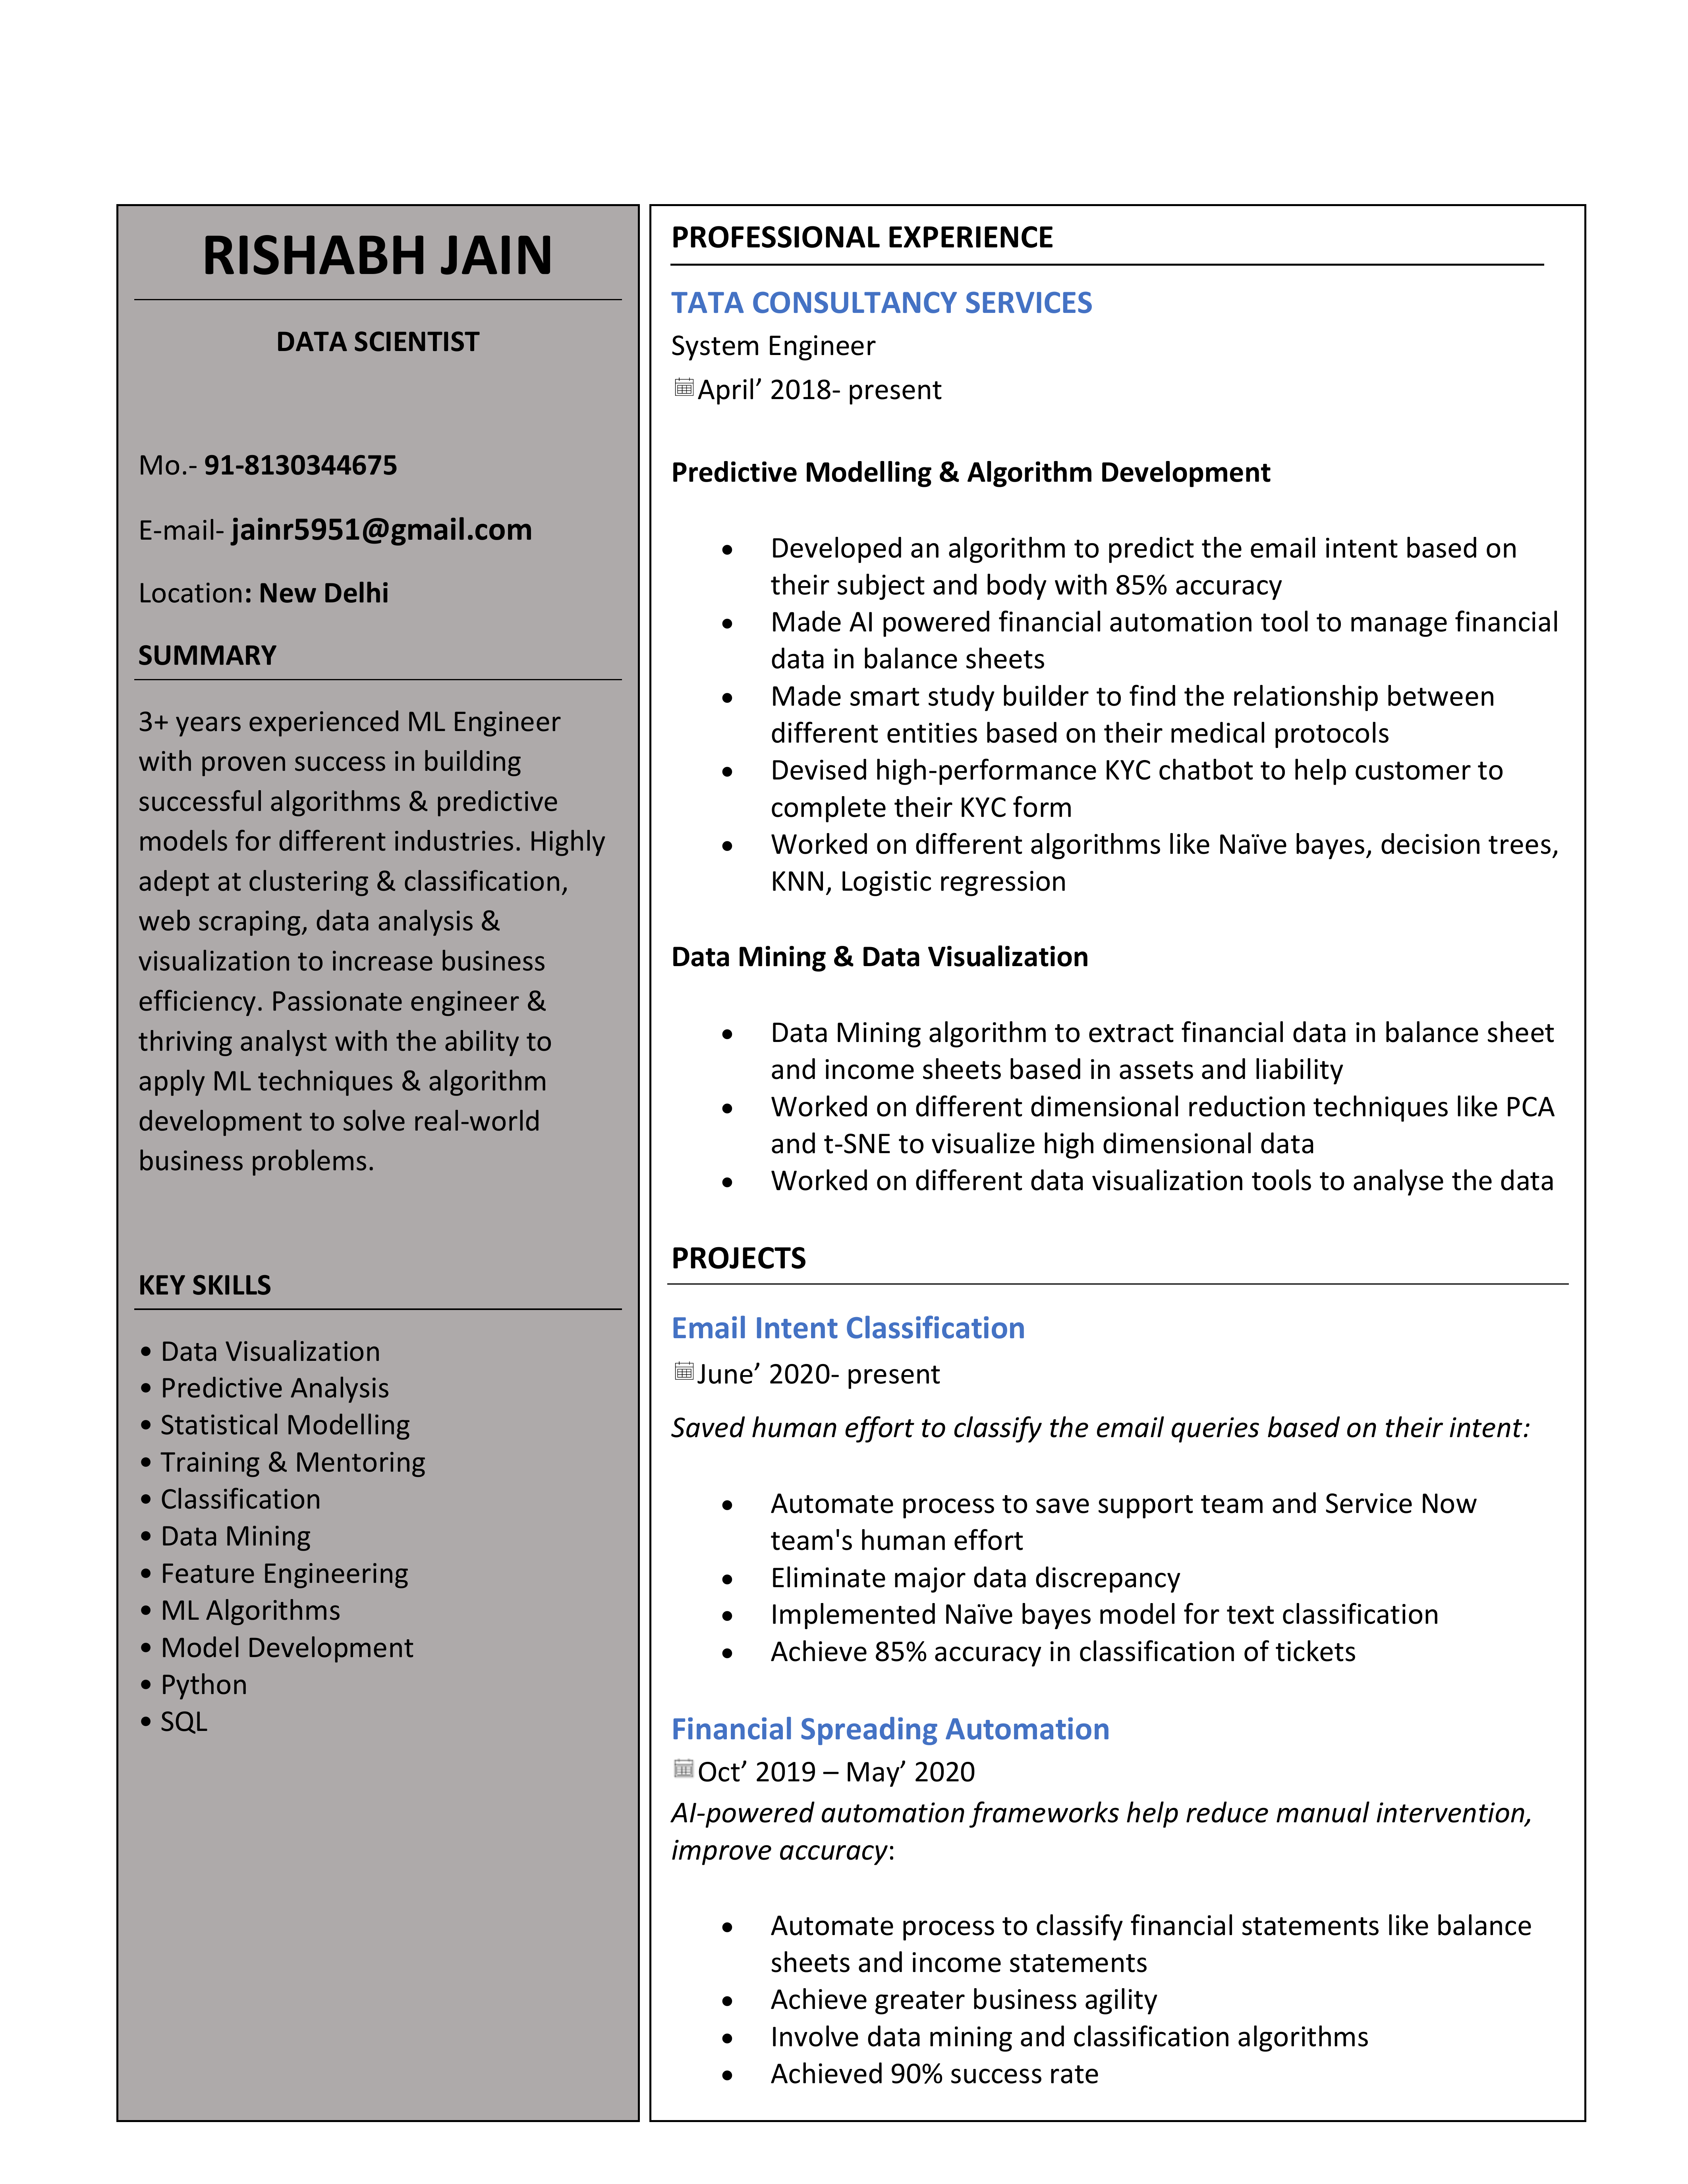 RISHABH JAIN
DATA SCIENTIST
Mo.- 91-8130344675
E-mail- jainr5951@gmail.com
Location: New Delhi
SUMMARY
3+ years experienced ML Engineer
with proven success in building
successful algorithms & predictive
models for different industries. Highly
adept at clustering & classification,
web scraping, data analysis &
visualization to increase business
efficiency. Passionate engineer &
thriving analyst with the ability to
apply ML techniques & algorithm
development to solve real-world
business problems.
KEY SKILLS
• Data Visualization
• Predictive Analysis
• Statistical Modelling
• Training & Mentoring
• Classification
• Data Mining
• Feature Engineering
• ML Algorithms
• Model Development
• Python
• SQL
PROFESSIONAL EXPERIENCE
TATA CONSULTANCY SERVICES
System Engineer
April’ 2018- present
Predictive Modelling & Algorithm Development
• Developed an algorithm to predict the email intent based on
their subject and body with 85% accuracy
• Made AI powered financial automation tool to manage financial
data in balance sheets
• Made smart study builder to find the relationship between
different entities based on their medical protocols
• Devised high-performance KYC chatbot to help customer to
complete their KYC form
• Worked on different algorithms like Naïve bayes, decision trees,
KNN, Logistic regression
Data Mining & Data Visualization
• Data Mining algorithm to extract financial data in balance sheet
and income sheets based in assets and liability
• Worked on different dimensional reduction techniques like PCA
and t-SNE to visualize high dimensional data
• Worked on different data visualization tools to analyse the data
PROJECTS
Email Intent Classification
June’ 2020- present
Saved human effort to classify the email queries based on their intent:
• Automate process to save support team and Service Now
team's human effort
• Eliminate major data discrepancy
• Implemented Naïve bayes model for text classification
• Achieve 85% accuracy in classification of tickets
Financial Spreading Automation
Oct’ 2019 – May’ 2020
AI-powered automation frameworks help reduce manual intervention,
improve accuracy:
• Automate process to classify financial statements like balance
sheets and income statements
• Achieve greater business agility
• Involve data mining and classification algorithms
• Achieved 90% success rate